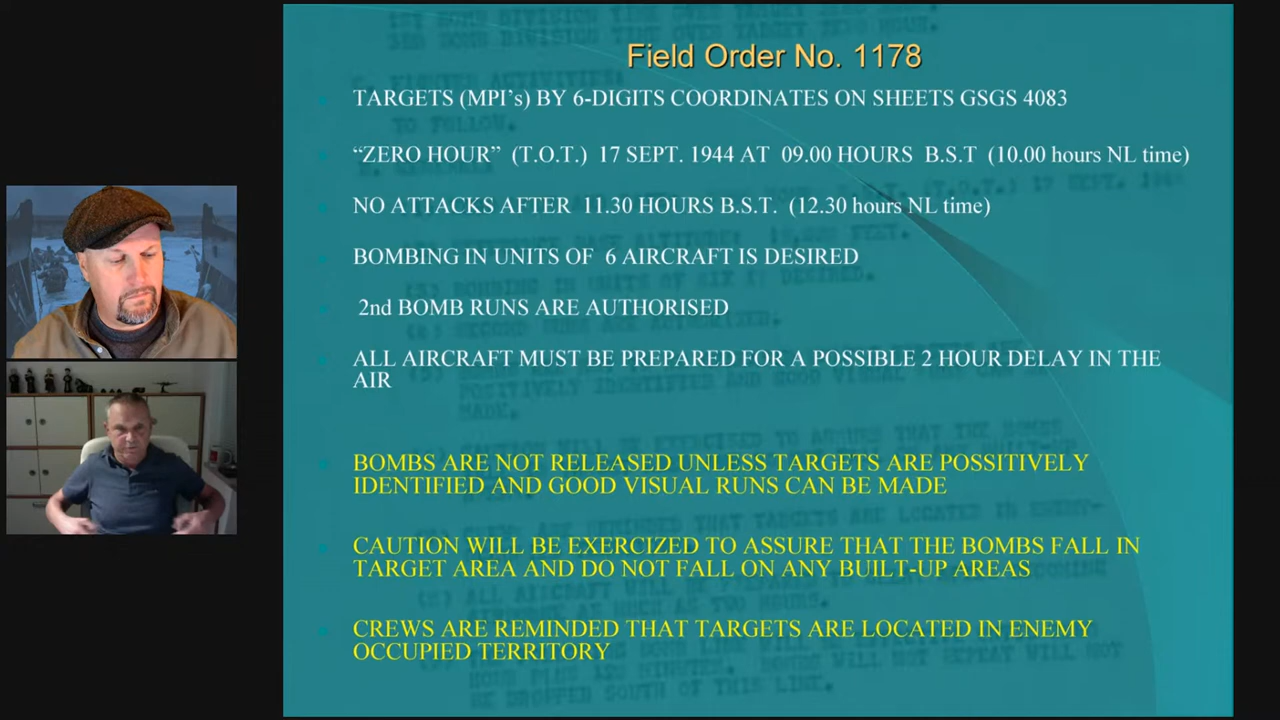 Field Order No. 1178
TARGETS (MPI's) BY 6-DIGITS COORDINATES ON SHEETS GSGS 4083
“ZERO HOUR” (T.O.T.) 17 SEPT. 1944 AT 09.00 HOURS B.S.T (10.00 hours NL time)
NO ATTACKS AFTER 11.30 HOURS B.S.T. (12.30 hours NL time)
BOMBING IN UNITS OF 6 AIRCRAFT IS DESIRED
2nd BOMB RUNS ARE AUTHORISED
ALL AIRCRAFT MUST BE PREPARED FOR A POSSIBLE 2 HOUR DELAY IN THE
AIR
BOMBS ARE NOT RELEASED UNLESS TARGETS ARE POSSITIVELY
IDENTIFIED AND GOOD VISUAL RUNS CAN BE MADE
CAUTION WILL BE EXERCIZED TO ASSURE THAT THE BOMBS FALL IN
TARGET AREA AND DO NOT FALL ON ANY BUILT-UP AREAS
CREWS ARE REMINDED THAT TARGETS ARE LOCATED IN ENEMY
OCCUPIED TERRITORY